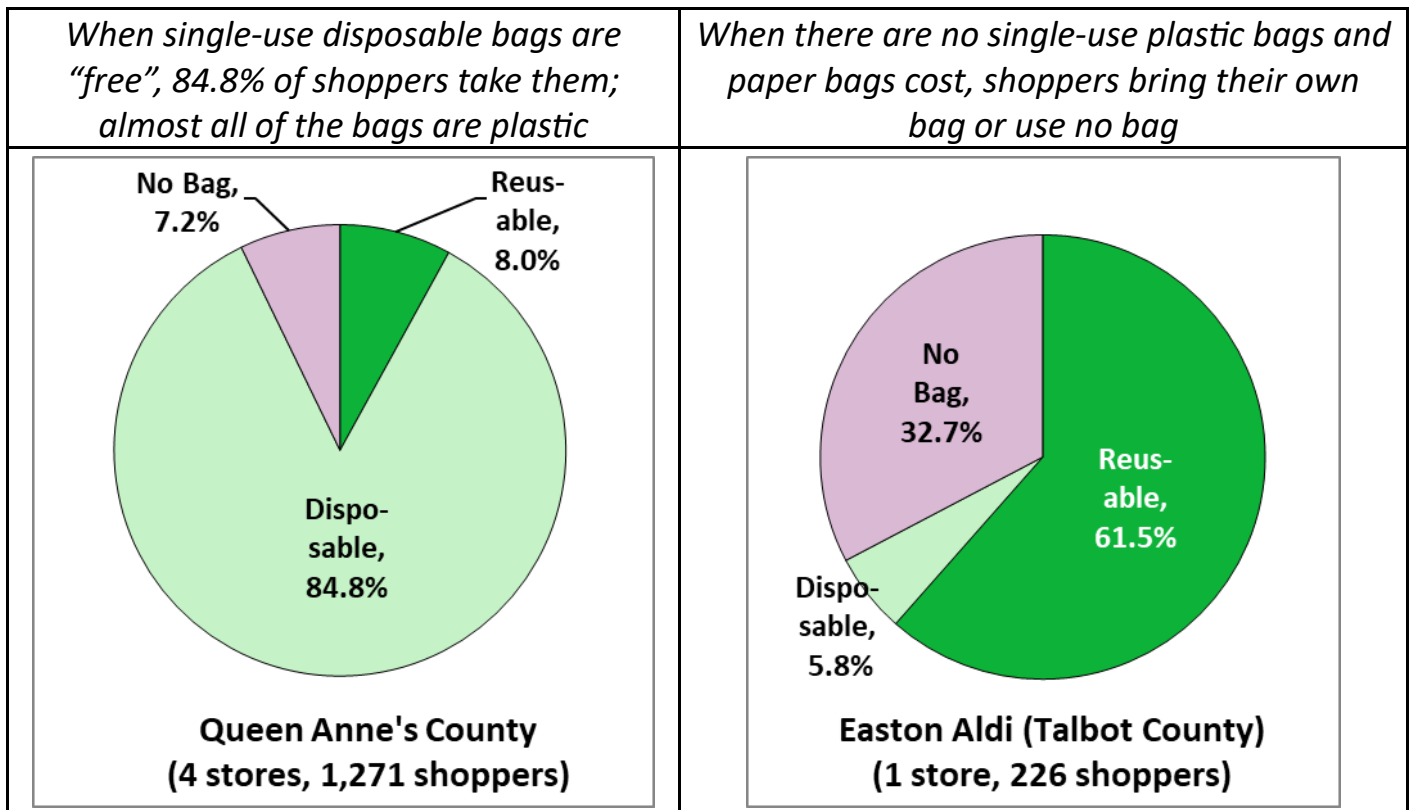 When single-use disposable bags are
“free”, 84.8% of shoppers take them;
almost all of the bags are plastic
When there are no single-use plastic bags and
paper bags cost, shoppers bring their own
bag or use no bag
No Bag,
7.2%
Reus-
able,
8.0%
Dispo-
sable,
84.8%
Queen Anne's County
(4 stores, 1,271 shoppers)
No
Bag,
32.7%
Reus-
able,
61.5%
Dispo-
sable,
5.8%
Easton Aldi (Talbot County)
(1 store, 226 shoppers)